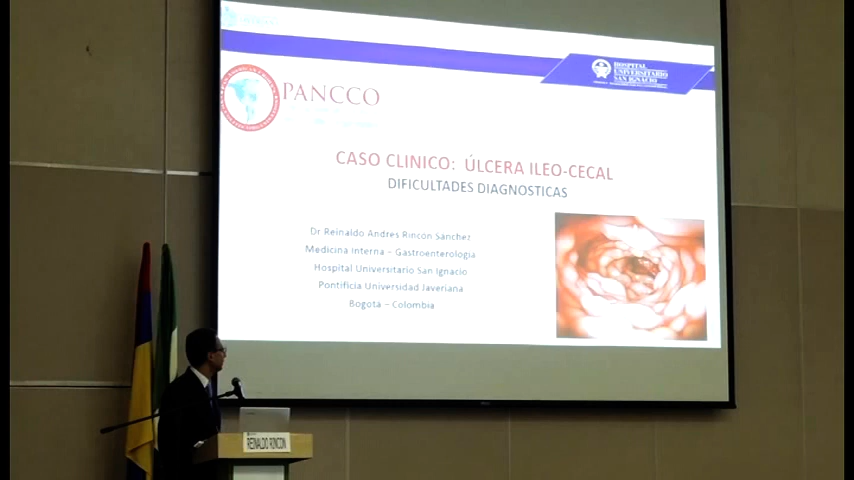 HOSPITAL
UNIVERSITARIO
SAN IGNACIO
PANCCO
CASO CLINICO: ÚLCERA ILEO-CECAL
DIFICULTADES DIAGNOSTICAS
Dr Reinaldo Andres Rincon Sanchez
Medicina Interna – Gastroenterologia
Hospital Universitario San Ignacio
Pontificia Universidad Javeriana
Bogota – Colombia
REINALDO RINCON